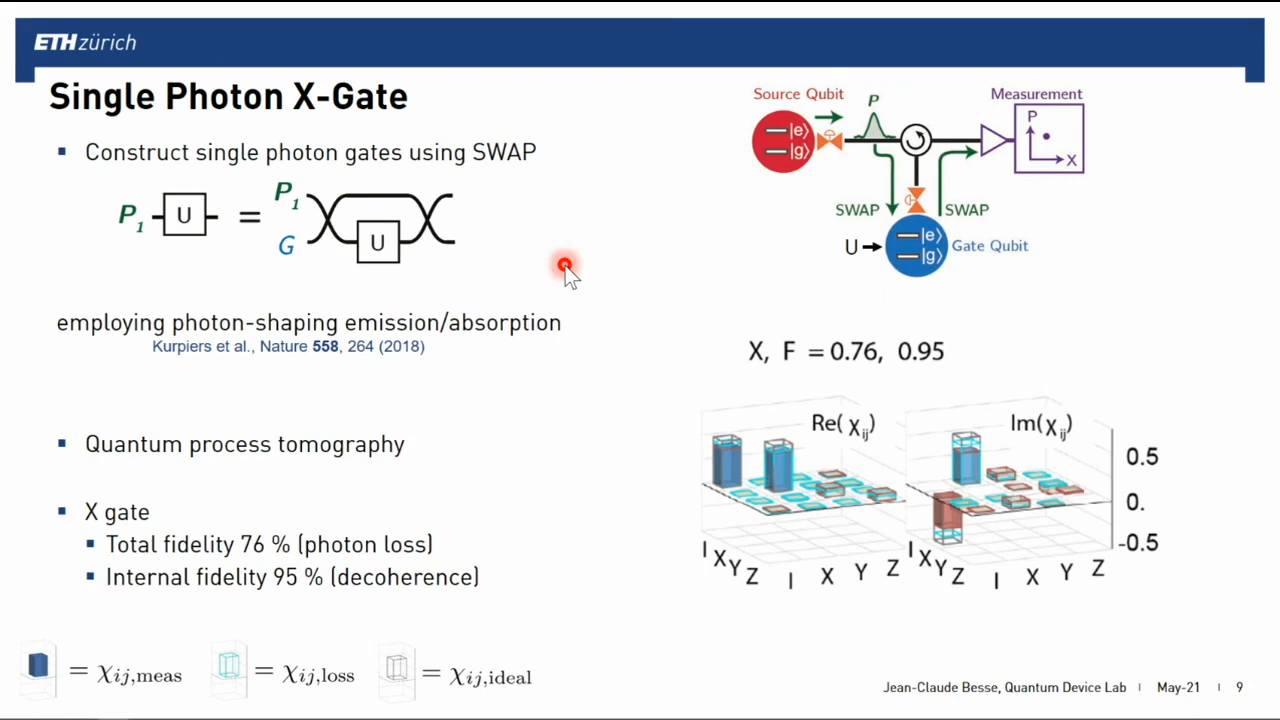 ETH zürich
Single Photon X-Gate
▪ Construct single photon gates using SWAP
P1 U = P1 G U
employing photon-shaping emission/absorption
Kurpiers et al., Nature 558, 264 (2018)
▪ Quantum process tomography
▪ X gate
▪ Total fidelity 76 % (photon loss)
▪ Internal fidelity 95 % (decoherence)
= χij,meas = χij,loss = χij,ideal
Source Qubit P Measurement
|e⟩
|g⟩
P
X
SWAP SWAP
U |e⟩ Gate Qubit
|g⟩
X, F = 0.76, 0.95
Re(χij) Im(χij)
0.5
0.
-0.5
I X Y Z I X Y Z I X Y Z I X Y Z
Jean-Claude Besse, Quantum Device Lab | May-21 | 9